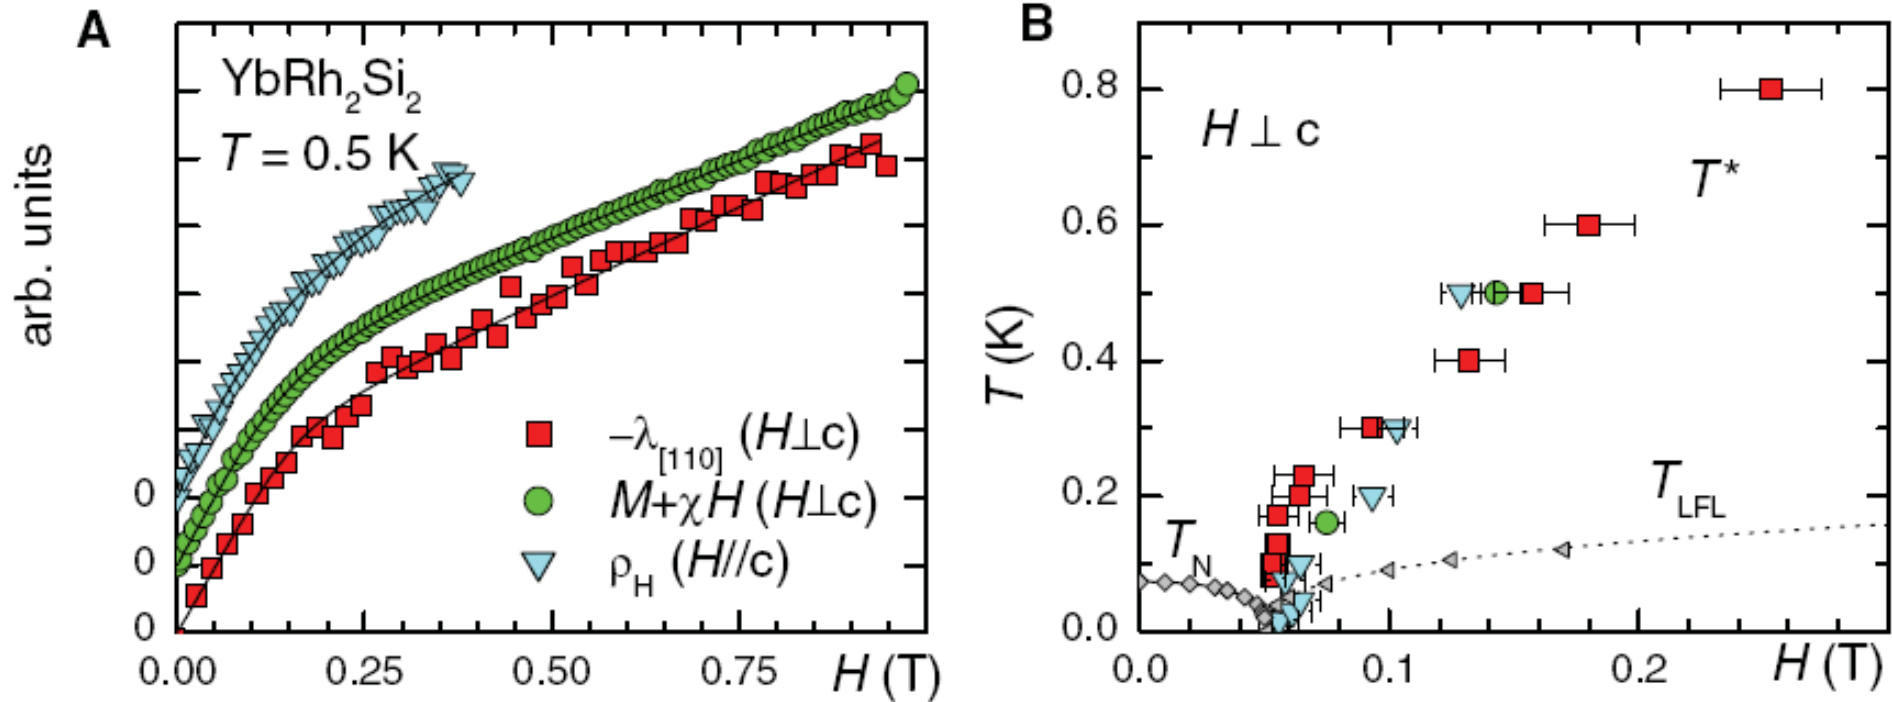 A
YbRh₂Si₂
T = 0.5 K
arb. units
0
0
0
–λ[110] (H⊥c)
M+χH (H⊥c)
ρH (H//c)
0.00 0.25 0.50 0.75 H (T)
B
0.8
0.6
0.4
0.2
0.0
T (K)
H ⊥ c
T*
TN
TLFL
0.0 0.1 0.2 H (T)